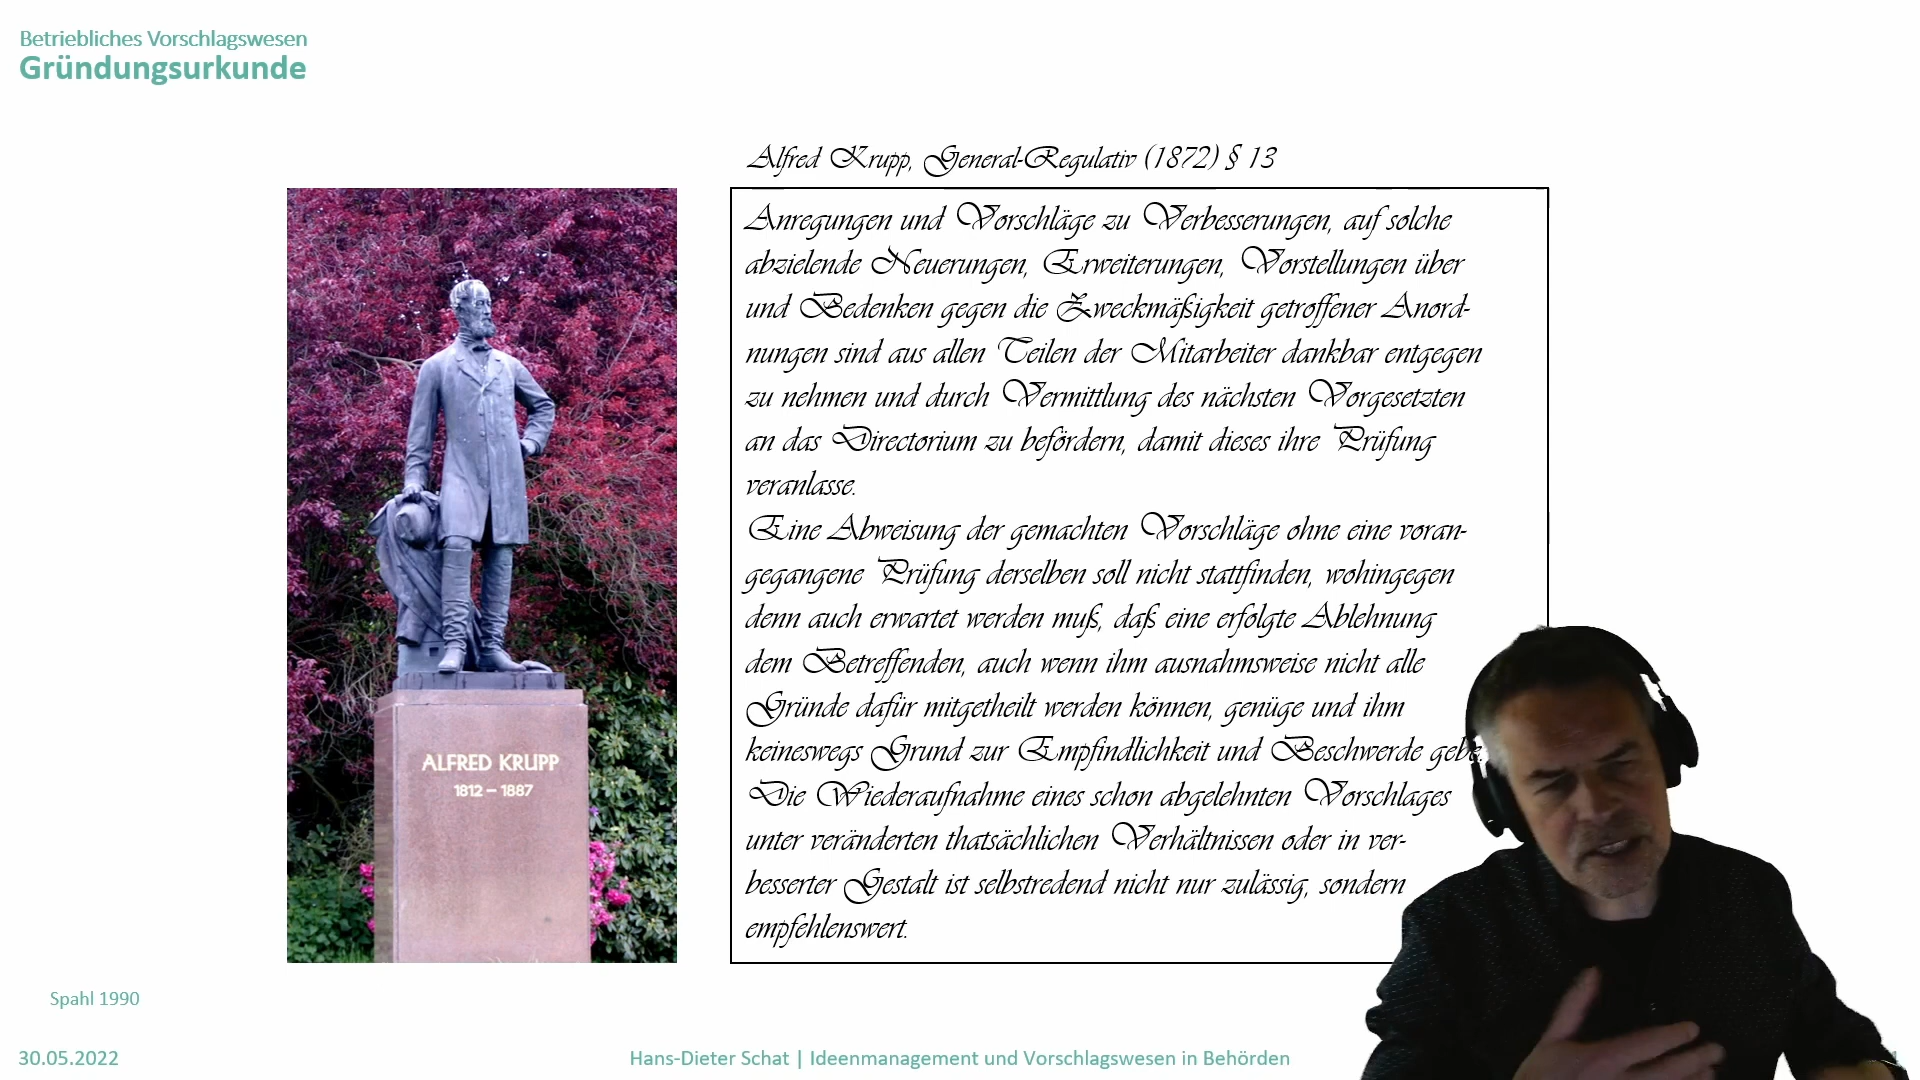 Betriebliches Vorschlagswesen
Gründungsurkunde
Alfred Krupp, General-Regulativ (1872) § 13
Anregungen und Vorschläge zu Verbesserungen, auf solche
abzielende Neuerungen, Erweiterungen, Vorstellungen über
und Bedenken gegen die Zweckmäßigkeit getroffener Anord-
nungen sind aus allen Teilen der Mitarbeiter dankbar entgegen
zu nehmen und durch Vermittlung des nächsten Vorgesetzten
an das Directorium zu befördern, damit dieses ihre Prüfung
veranlasse.
Eine Abweisung der gemachten Vorschläge ohne eine voran-
gegangene Prüfung derselben soll nicht stattfinden, wohingegen
denn auch erwartet werden muß, daß eine erfolgte Ablehnung
dem Betreffenden, auch wenn ihm ausnahmsweise nicht alle
Gründe dafür mitgetheilt werden können, genüge und ihm
keineswegs Grund zur Empfindlichkeit und Beschwerde gebe.
Die Wiederaufnahme eines schon abgelehnten Vorschlages
unter veränderten thatsächlichen Verhältnissen oder in ver-
besserter Gestalt ist selbstredend nicht nur zulässig, sondern
empfehlenswert.
ALFRED KRUPP
1812 – 1887
Spahl 1990
30.05.2022
Hans-Dieter Schat | Ideenmanagement und Vorschlagswesen in Behörden